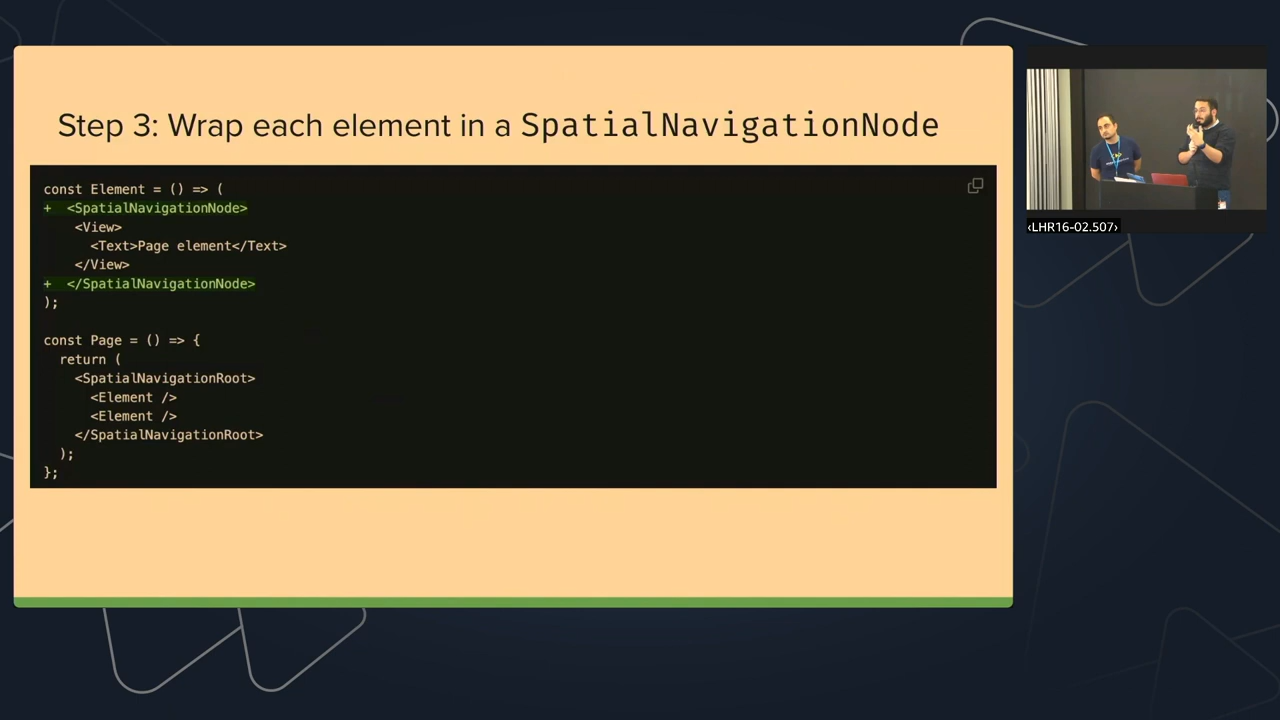 Step 3: Wrap each element in a SpatialNavigationNode
const Element = () => (
+  <SpatialNavigationNode>
    <View>
      <Text>Page element</Text>
    </View>
+  </SpatialNavigationNode>
);
const Page = () => {
  return (
    <SpatialNavigationRoot>
      <Element />
      <Element />
    </SpatialNavigationRoot>
  );
};
‹LHR16-02.507›